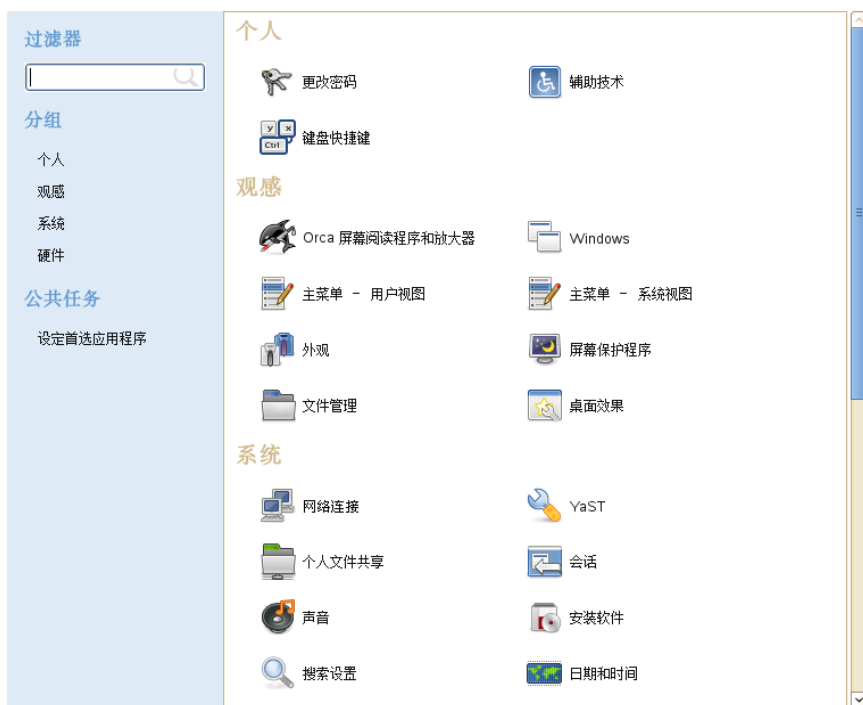 过滤器
分组
个人
观感
系统
硬件
公共任务
设定首选应用程序
个人
更改密码
辅助技术
y x
Ctrl
键盘快捷键
观感
Orca 屏幕阅读程序和放大器
Windows
主菜单 - 用户视图
主菜单 - 系统视图
外观
屏幕保护程序
文件管理
桌面效果
系统
网络连接
YaST
个人文件共享
会话
声音
安装软件
搜索设置
日期和时间